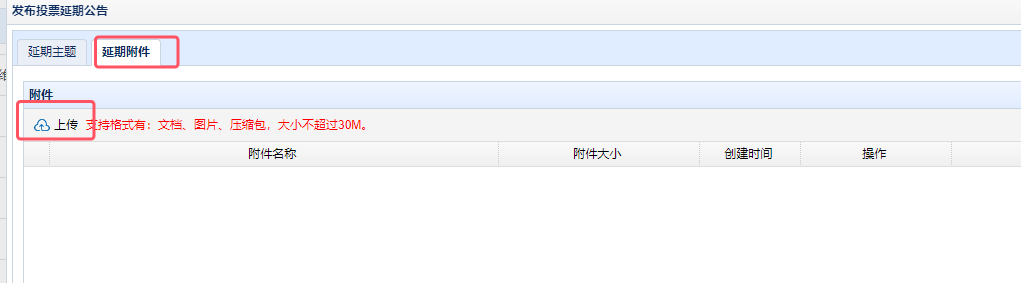 发布投票延期公告
延期主题 延期附件
附件
上传 支持格式有：文档、图片、压缩包，大小不超过30M。
附件名称 附件大小 创建时间 操作